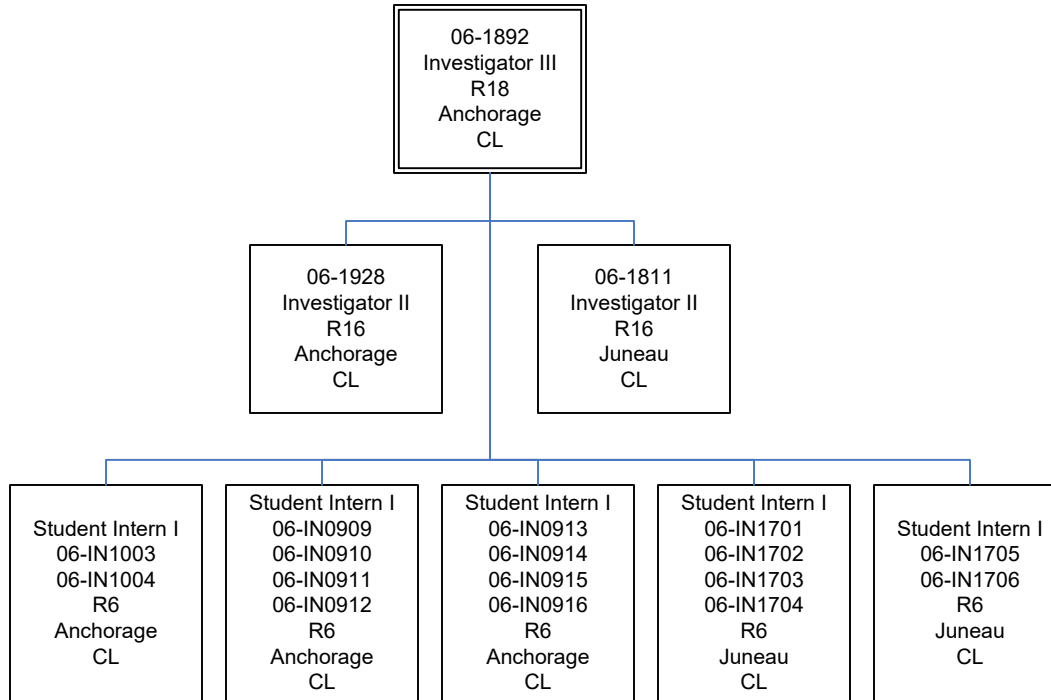 06-1892
Investigator III
R18
Anchorage
CL
06-1928
Investigator II
R16
Anchorage
CL
06-1811
Investigator II
R16
Juneau
CL
Student Intern I
06-IN1003
06-IN1004
R6
Anchorage
CL
Student Intern I
06-IN0909
06-IN0910
06-IN0911
06-IN0912
R6
Anchorage
CL
Student Intern I
06-IN0913
06-IN0914
06-IN0915
06-IN0916
R6
Anchorage
CL
Student Intern I
06-IN1701
06-IN1702
06-IN1703
06-IN1704
R6
Juneau
CL
Student Intern I
06-IN1705
06-IN1706
R6
Juneau
CL